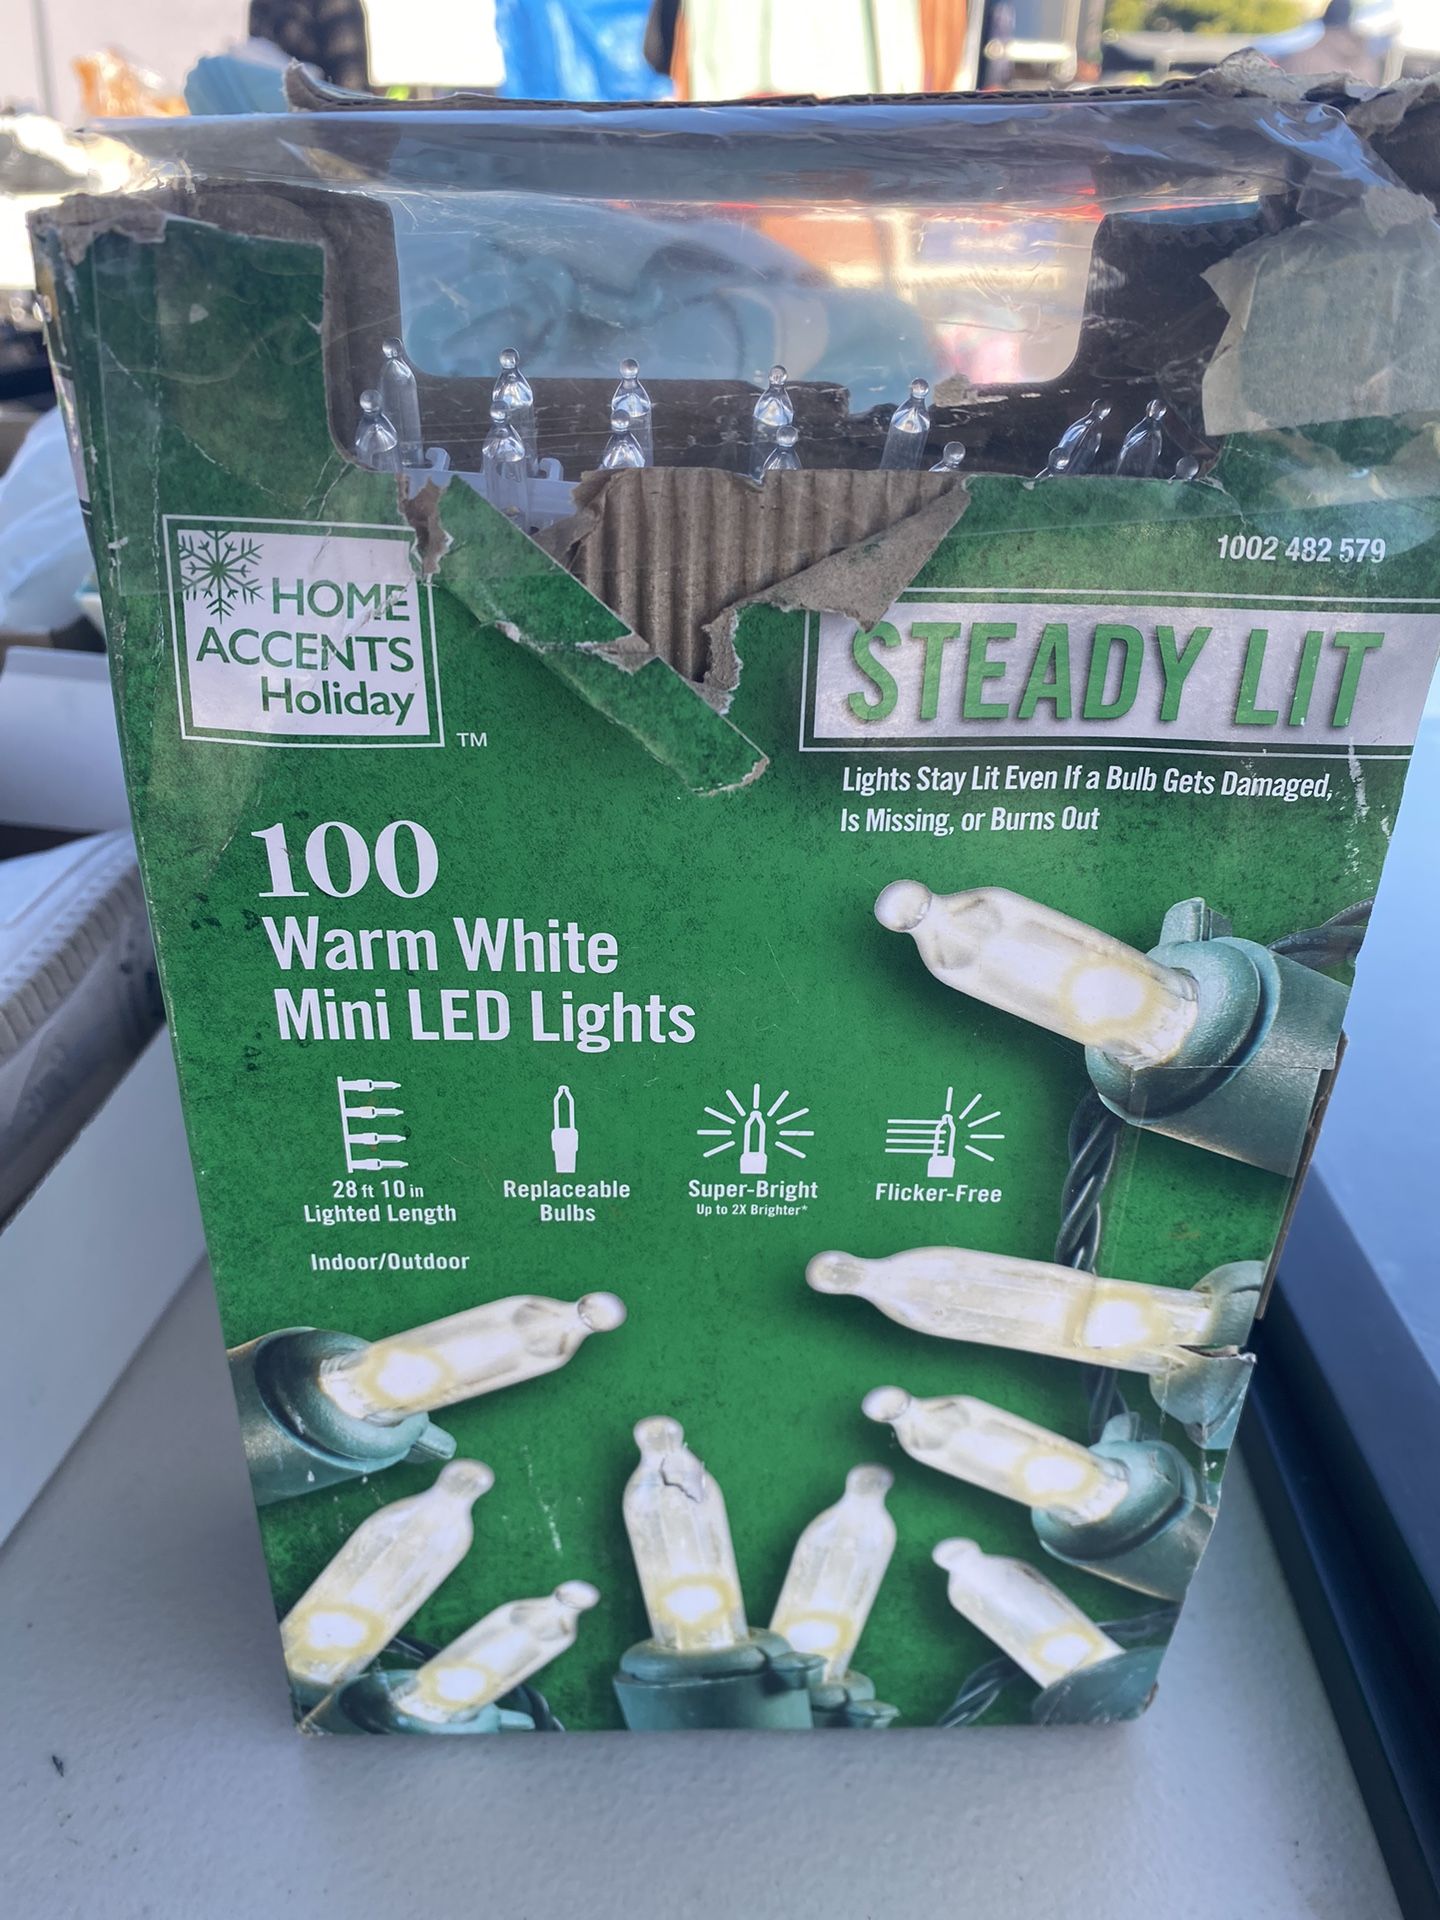 1002 482 579
HOME
ACCENTS
Holiday
TM
STEADY LIT
Lights Stay Lit Even If a Bulb Gets Damaged,
Is Missing, or Burns Out
100
Warm White
Mini LED Lights
28 ft 10 in
Lighted Length
Replaceable
Bulbs
Super-Bright
Up to 2X Brighter*
Flicker-Free
Indoor/Outdoor